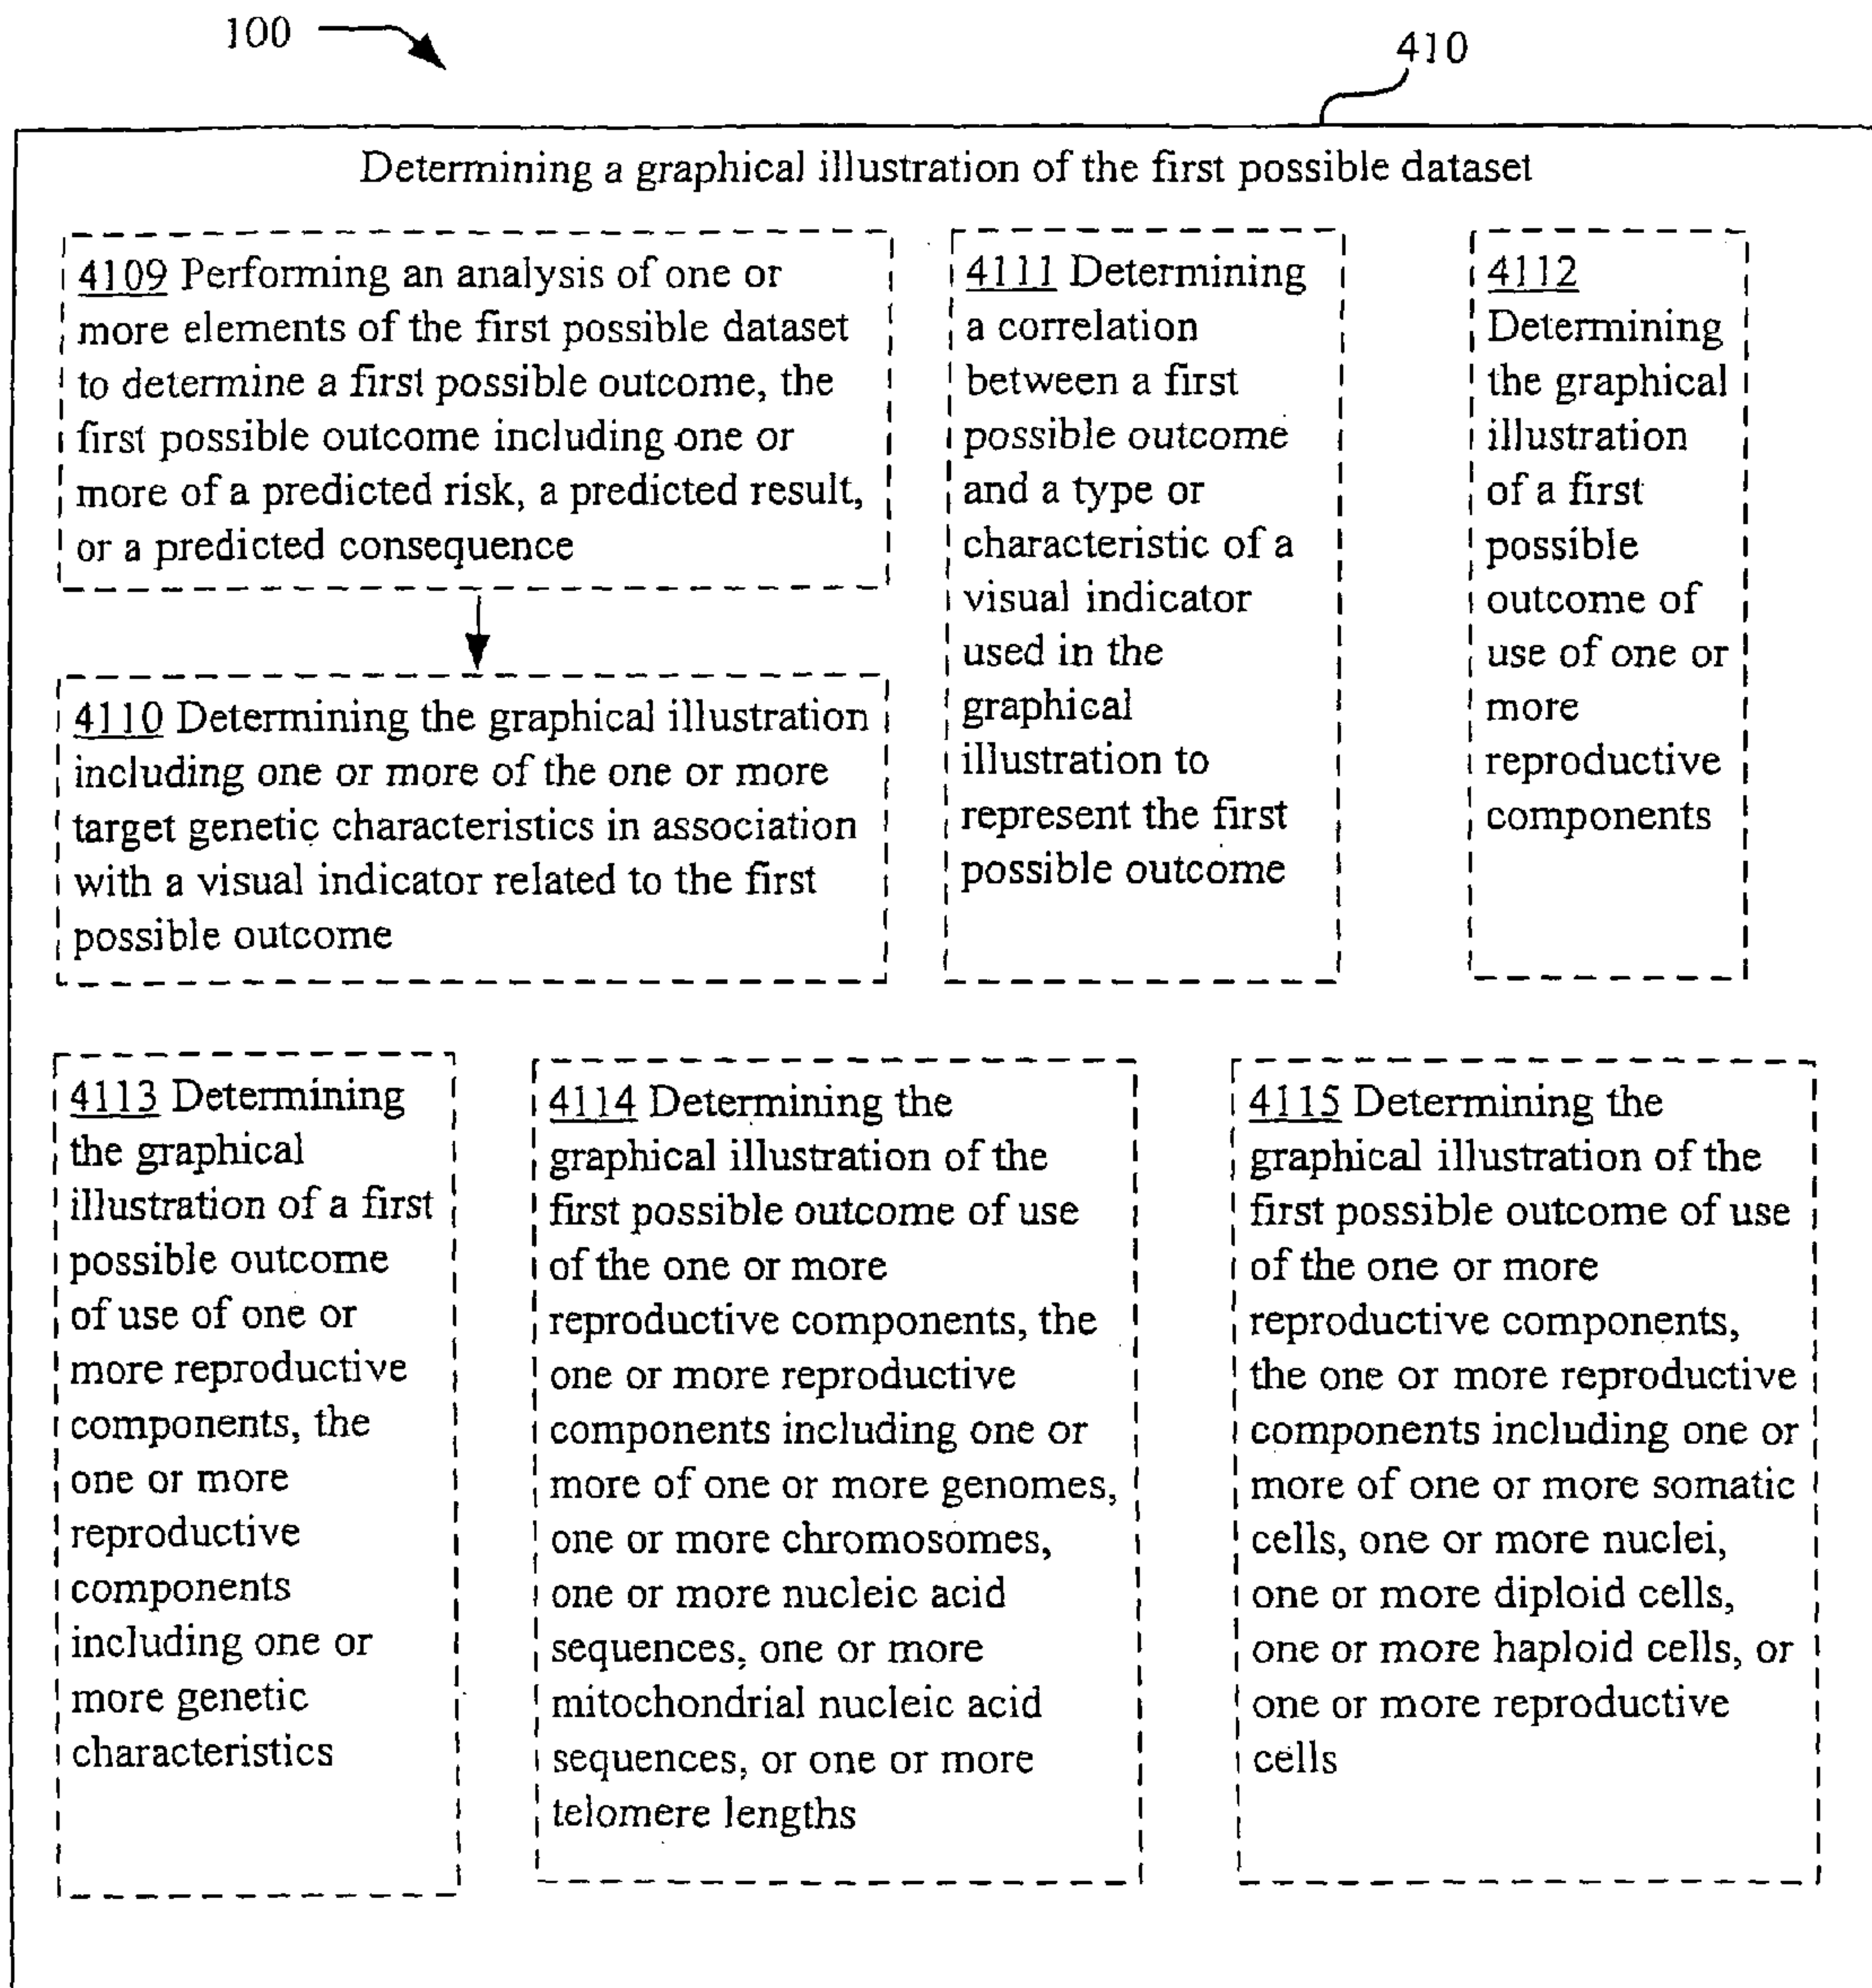 100
410
Determining a graphical illustration of the first possible dataset
4109 Performing an analysis of one or
more elements of the first possible dataset
to determine a first possible outcome, the
first possible outcome including one or
more of a predicted risk, a predicted result,
or a predicted consequence
4110 Determining the graphical illustration
including one or more of the one or more
target genetic characteristics in association
with a visual indicator related to the first
possible outcome
4111 Determining
a correlation
between a first
possible outcome
and a type or
characteristic of a
visual indicator
used in the
graphical
illustration to
represent the first
possible outcome
4112
Determining
the graphical
illustration
of a first
possible
outcome of
use of one or
more
reproductive
components
4113 Determining
the graphical
illustration of a first
possible outcome
of use of one or
more reproductive
components, the
one or more
reproductive
components
including one or
more genetic
characteristics
4114 Determining the
graphical illustration of the
first possible outcome of use
of the one or more
reproductive components, the
one or more reproductive
components including one or
more of one or more genomes,
one or more chromosomes,
one or more nucleic acid
sequences, one or more
mitochondrial nucleic acid
sequences, or one or more
telomere lengths
4115 Determining the
graphical illustration of the
first possible outcome of use
of the one or more
reproductive components,
the one or more reproductive
components including one or
more of one or more somatic
cells, one or more nuclei,
one or more diploid cells,
one or more haploid cells, or
one or more reproductive
cells